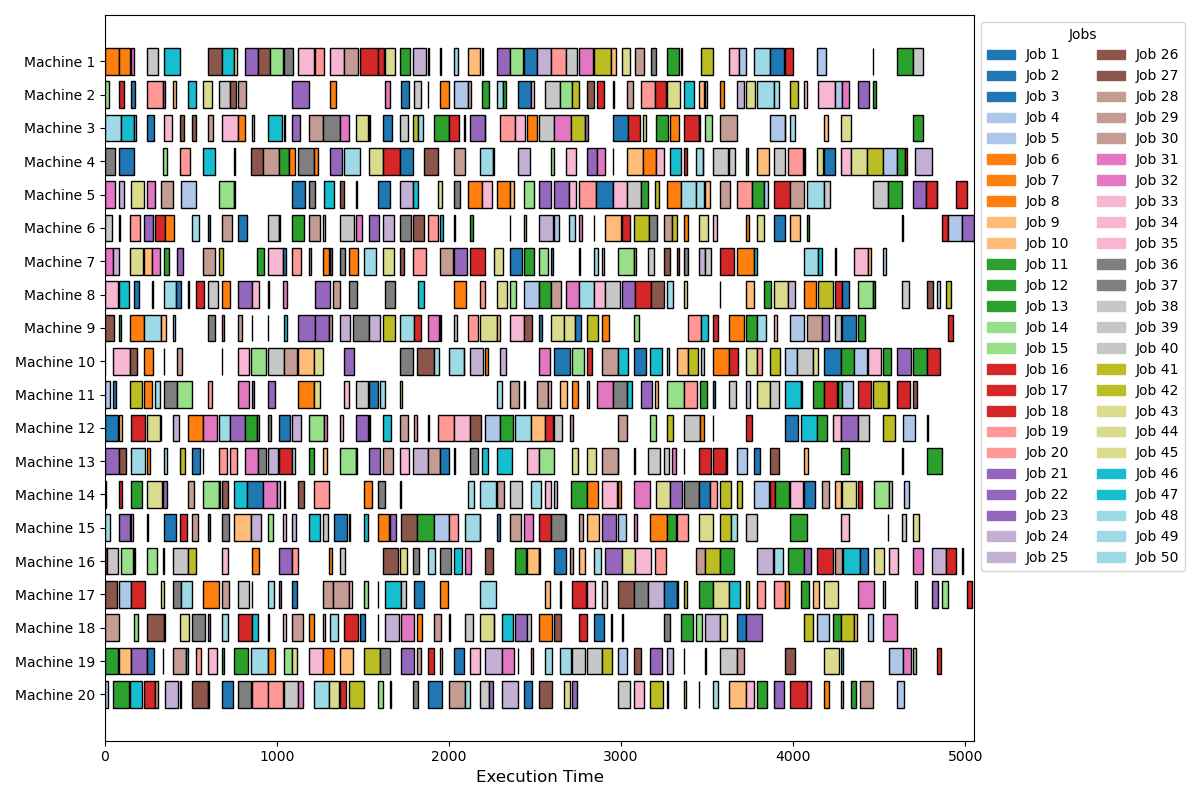 Jobs
Machine 1
Machine 2
Machine 3
Machine 4
Machine 5
Machine 6
Machine 7
Machine 8
Machine 9
Machine 10
Machine 11
Machine 12
Machine 13
Machine 14
Machine 15
Machine 16
Machine 17
Machine 18
Machine 19
Machine 20
0 1000 2000 3000 4000 5000
Execution Time
Job 1
Job 2
Job 3
Job 4
Job 5
Job 6
Job 7
Job 8
Job 9
Job 10
Job 11
Job 12
Job 13
Job 14
Job 15
Job 16
Job 17
Job 18
Job 19
Job 20
Job 21
Job 22
Job 23
Job 24
Job 25
Job 26
Job 27
Job 28
Job 29
Job 30
Job 31
Job 32
Job 33
Job 34
Job 35
Job 36
Job 37
Job 38
Job 39
Job 40
Job 41
Job 42
Job 43
Job 44
Job 45
Job 46
Job 47
Job 48
Job 49
Job 50